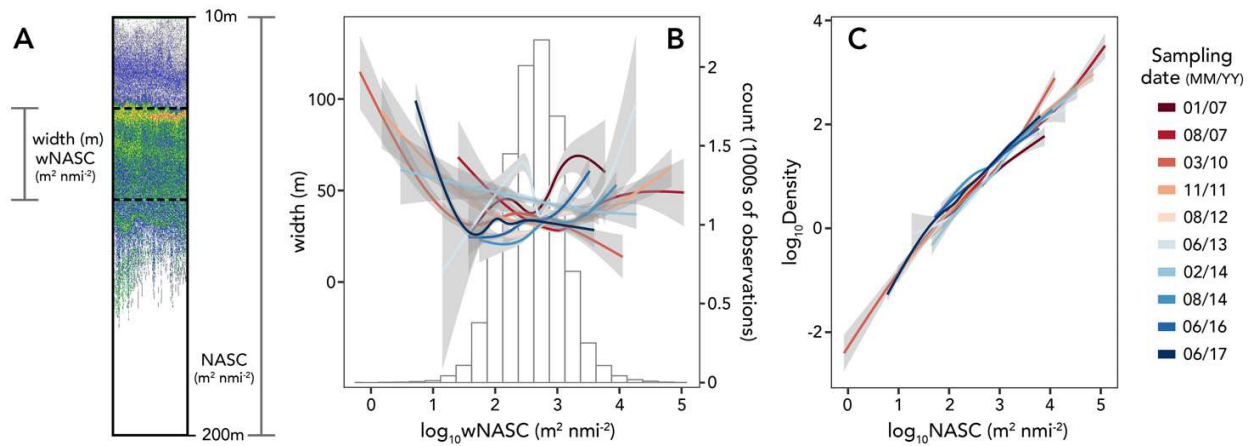 A
10m
width (m)
wNASC
(m² nmi-²)
NASC
(m² nmi-²)
200m
B
width (m)
100
50
0
0 1 2 3 4 5
log10wNASC (m² nmi-²)
2
1.5
1
0.5
0
count (1000s of observations)
C
log10Density
4
2
0
-2
0 1 2 3 4 5
log10NASC (m² nmi-²)
Sampling
date (MM/YY)
01/07
08/07
03/10
11/11
08/12
06/13
02/14
08/14
06/16
06/17